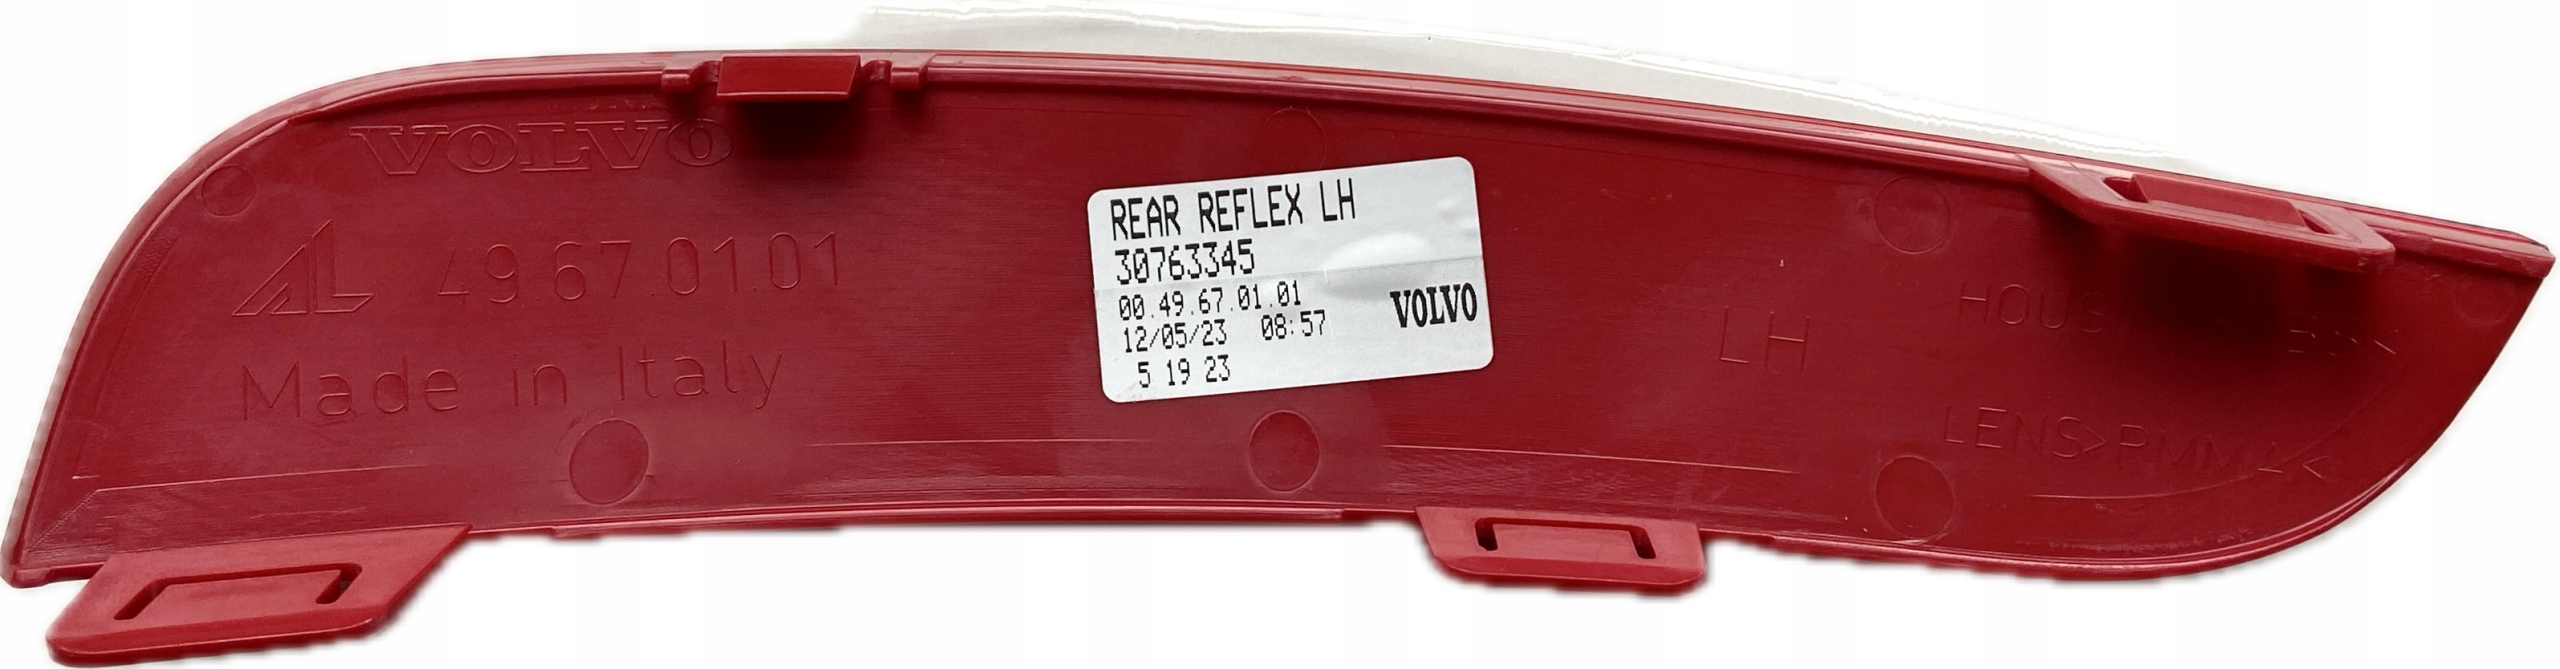 VOLVO
AL 49.67.01.01
Made in Italy
REAR REFLEX LH
30763345
00.49.67.01.01
12/05/23 08:57
5 19 23
VOLVO
LH
LENS>PMMA<